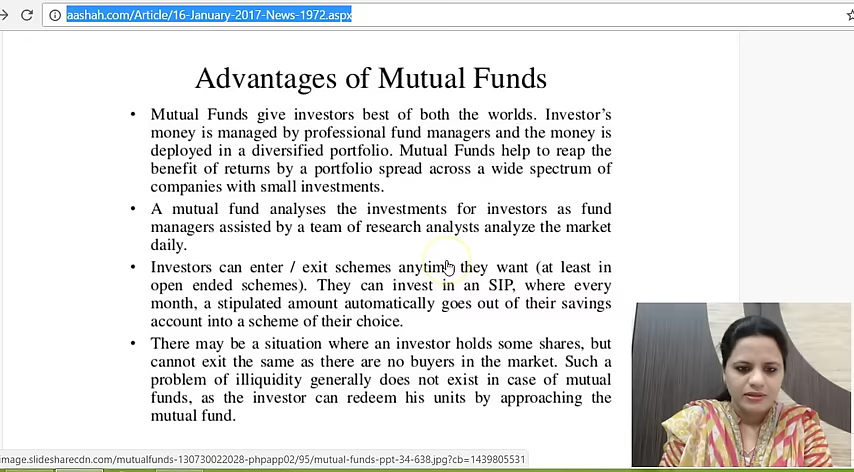 aashah.com/Article/16-January-2017-News-1972.aspx
Advantages of Mutual Funds
• Mutual Funds give investors best of both the worlds. Investor's
money is managed by professional fund managers and the money is
deployed in a diversified portfolio. Mutual Funds help to reap the
benefit of returns by a portfolio spread across a wide spectrum of
companies with small investments.
• A mutual fund analyses the investments for investors as fund
managers assisted by a team of research analysts analyze the market
daily.
• Investors can enter / exit schemes anytime they want (at least in
open ended schemes). They can invest in an SIP, where every
month, a stipulated amount automatically goes out of their savings
account into a scheme of their choice.
• There may be a situation where an investor holds some shares, but
cannot exit the same as there are no buyers in the market. Such a
problem of illiquidity generally does not exist in case of mutual
funds, as the investor can redeem his units by approaching the
mutual fund.
image.slidesharecdn.com/mutualfunds-130730022028-phpapp02/95/mutual-funds-ppt-34-638.jpg?cb=1439805531